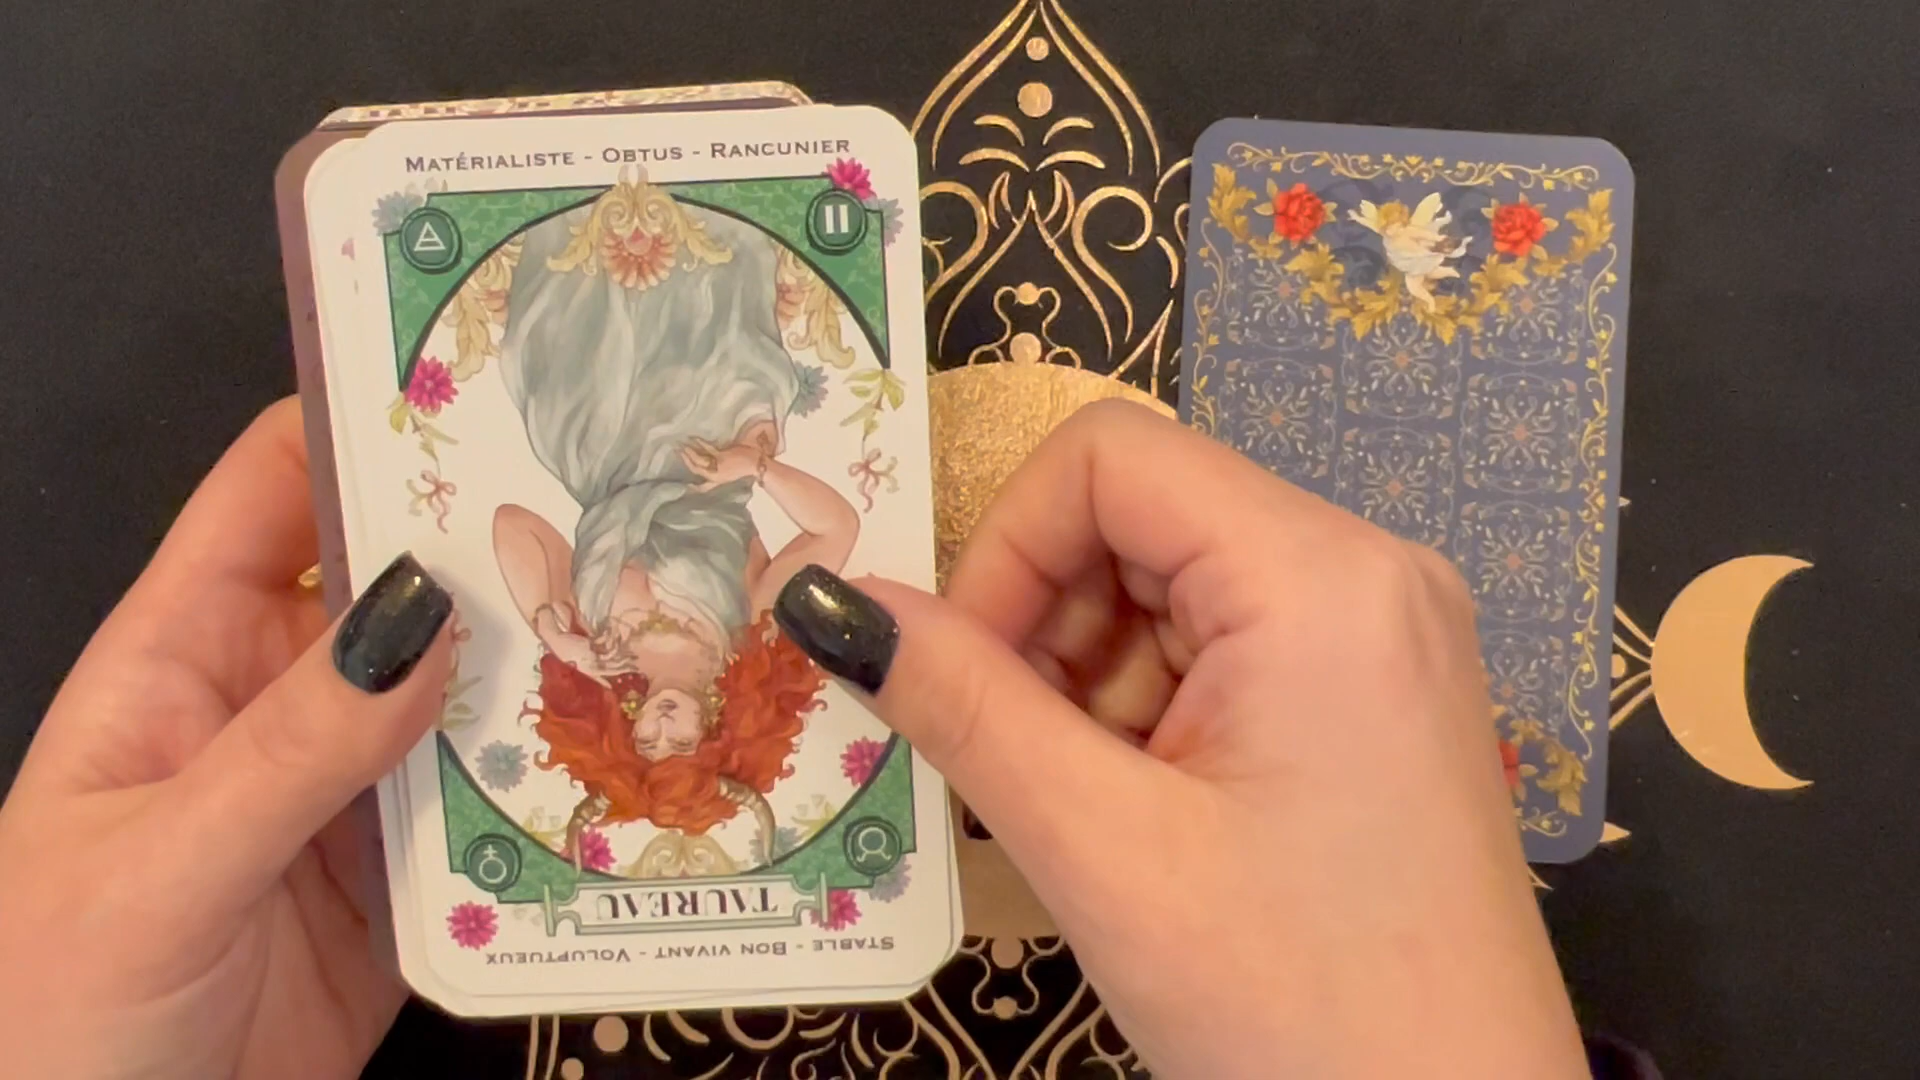 MATÉRIALISTE - OBTUS - RANCUNIER
II
TAUREAU
STABLE - BON VIVANT - VOLUPTUEUX